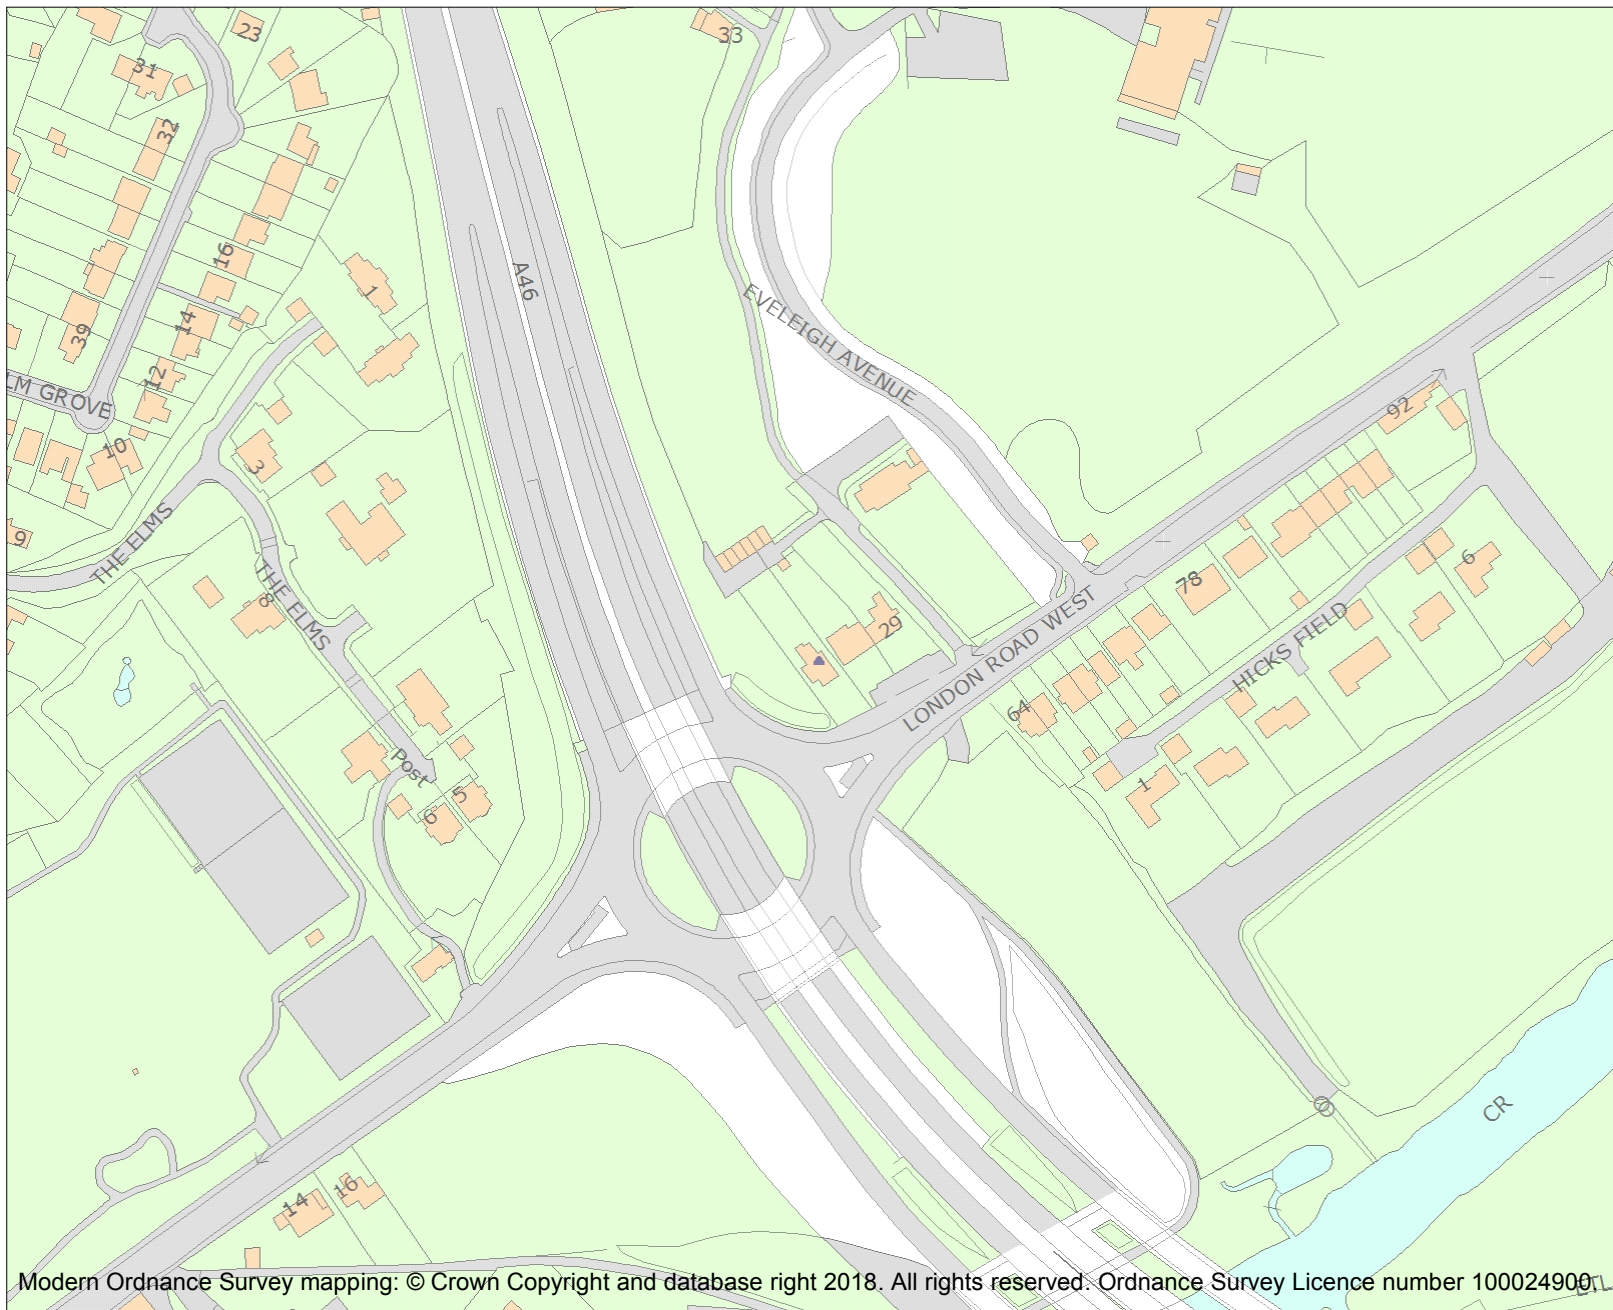 23
33
31
32
A46
16
1
EVELEIGH AVENUE
14
39
12
LM GROVE
92
10
3
9
THE ELMS
6
78
THE ELMS
8
29
LONDON ROAD WEST
HICKS FIELD
64
Post
1
5
6
CR
16
14
Modern Ordnance Survey mapping: © Crown Copyright and database right 2018. All rights reserved. Ordnance Survey Licence number 100024900.